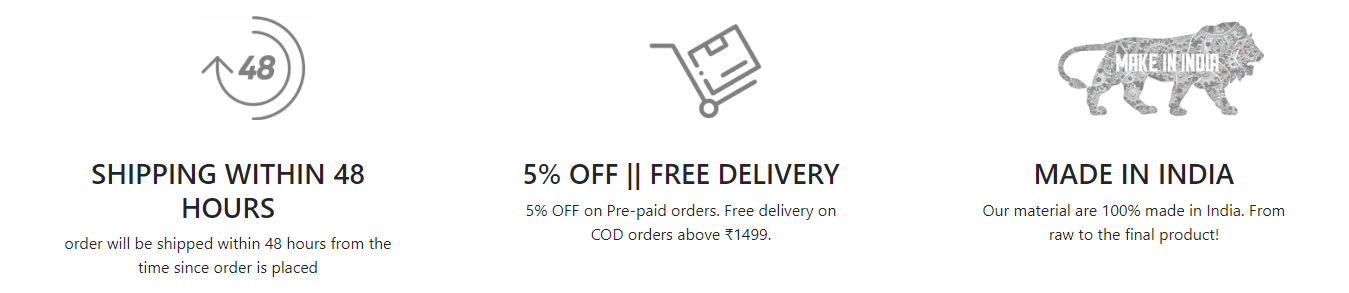 48
SHIPPING WITHIN 48
HOURS
order will be shipped within 48 hours from the
time since order is placed
5% OFF || FREE DELIVERY
5% OFF on Pre-paid orders. Free delivery on
COD orders above ₹1499.
MAKE IN INDIA
MADE IN INDIA
Our material are 100% made in India. From
raw to the final product!